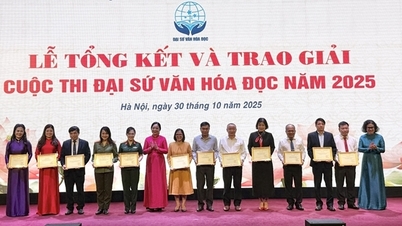 ĐẠI SỨ VĂN HÓA ĐỌC
LỄ TỔNG KẾT VÀ TRAO GIẢI
CUỘC THI ĐẠI SỨ VĂN HÓA ĐỌC NĂM 2025
Hà Nội, ngày 30 tháng 10 năm 2025